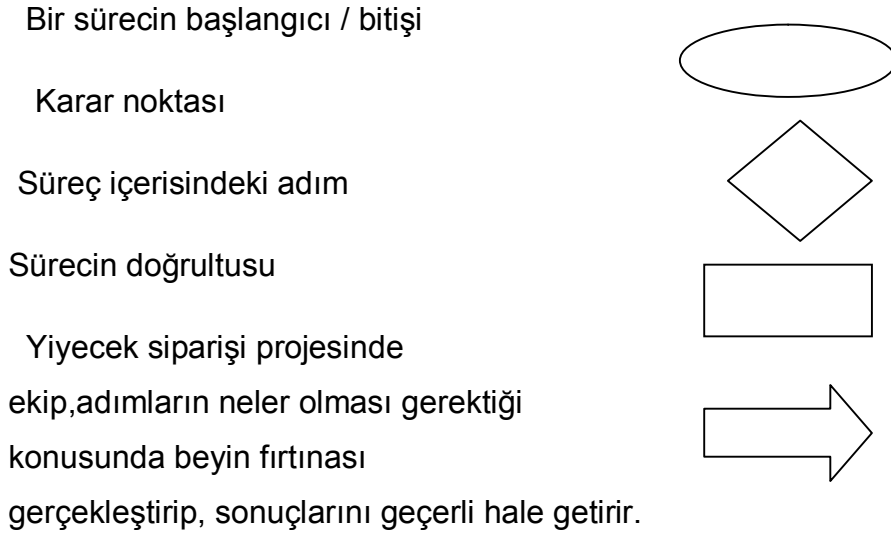 Bir sürecin başlangıcı / bitişi
Karar noktası
Süreç içerisindeki adım
Sürecin doğrultusu
Yiyecek siparişi projesinde
ekip,adımların neler olması gerektiği
konusunda beyin fırtınası
gerçekleştirip, sonuçlarını geçerli hale getirir.